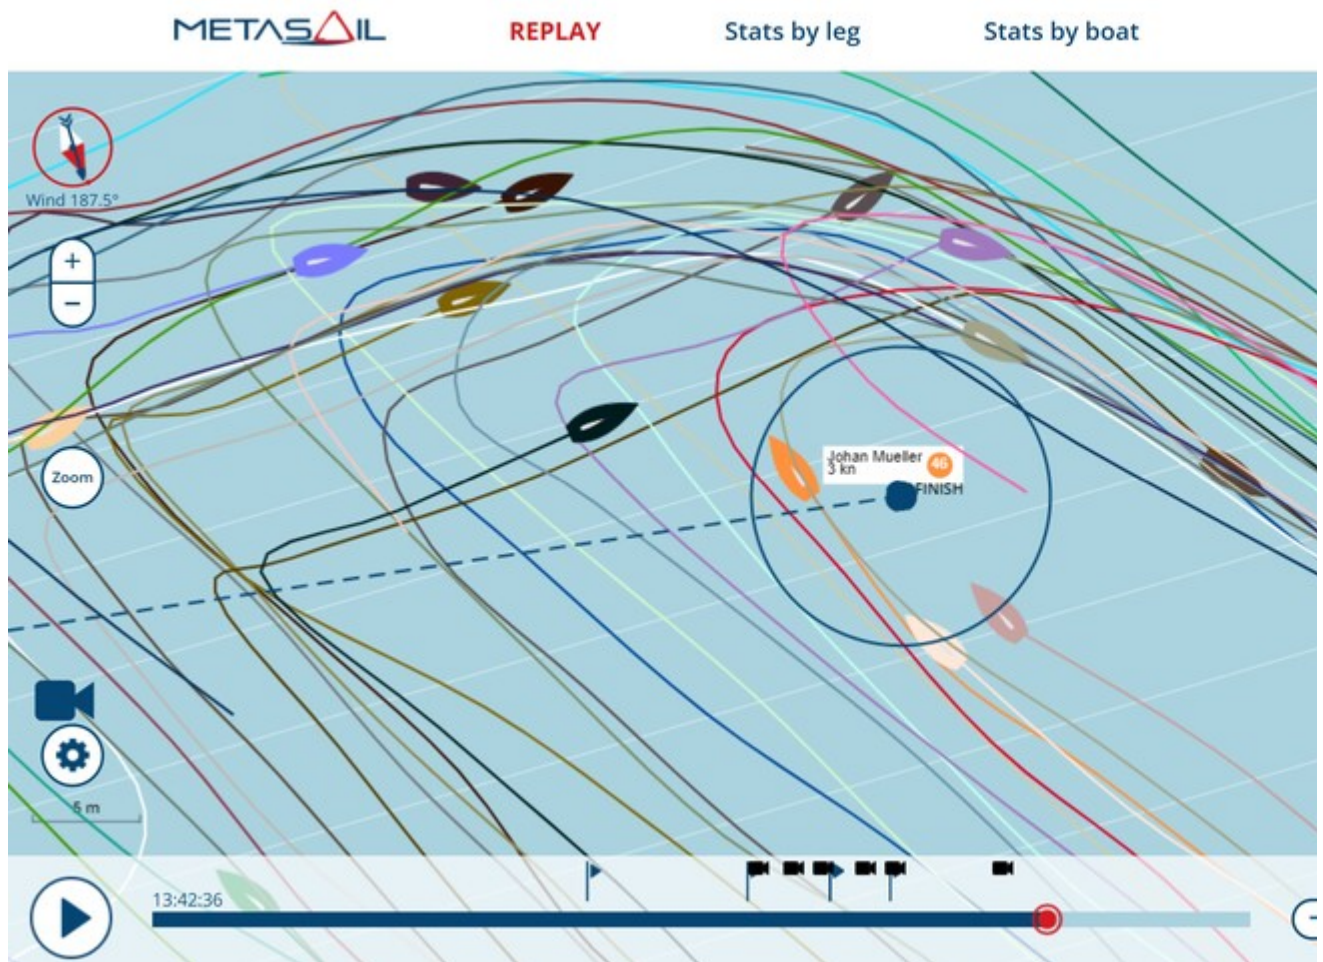 METASAIL
REPLAY
Stats by leg
Stats by boat
Wind 187.5°
+
−
Zoom
Johan Mueller
3 kn
46
FINISH
5 m
13:42:36